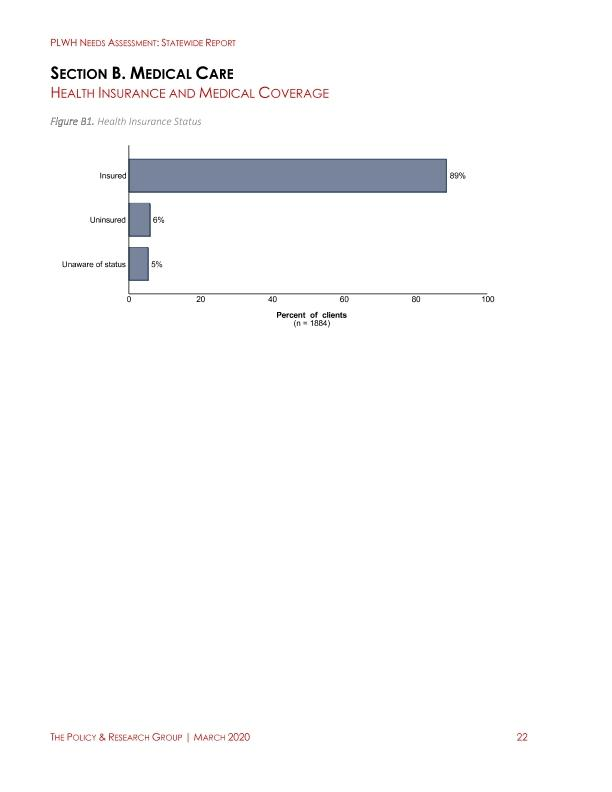 PLWH NEEDS ASSESSMENT: STATEWIDE REPORT
SECTION B. MEDICAL CARE
HEALTH INSURANCE AND MEDICAL COVERAGE
Figure B1. Health Insurance Status
Insured 89%
Uninsured 6%
Unaware of status 5%
0 20 40 60 80 100
Percent of clients
(n = 1884)
THE POLICY & RESEARCH GROUP | MARCH 2020 22